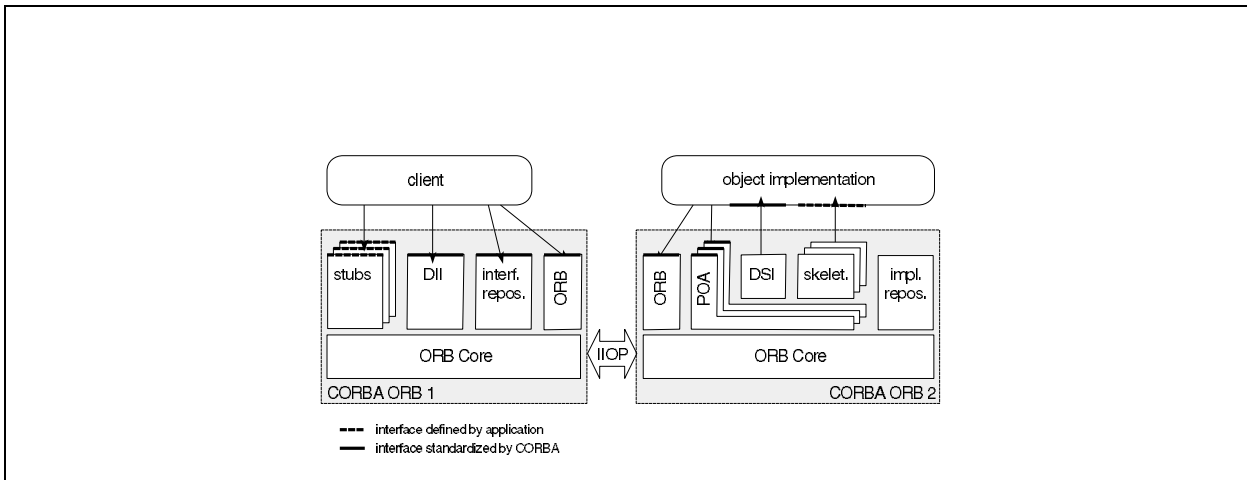 client
object implementation
stubs
DII
interf.
repos.
ORB
ORB
POA
DSI
skelet.
impl.
repos.
ORB Core
IIOP
ORB Core
CORBA ORB 1
CORBA ORB 2
interface defined by application
interface standardized by CORBA